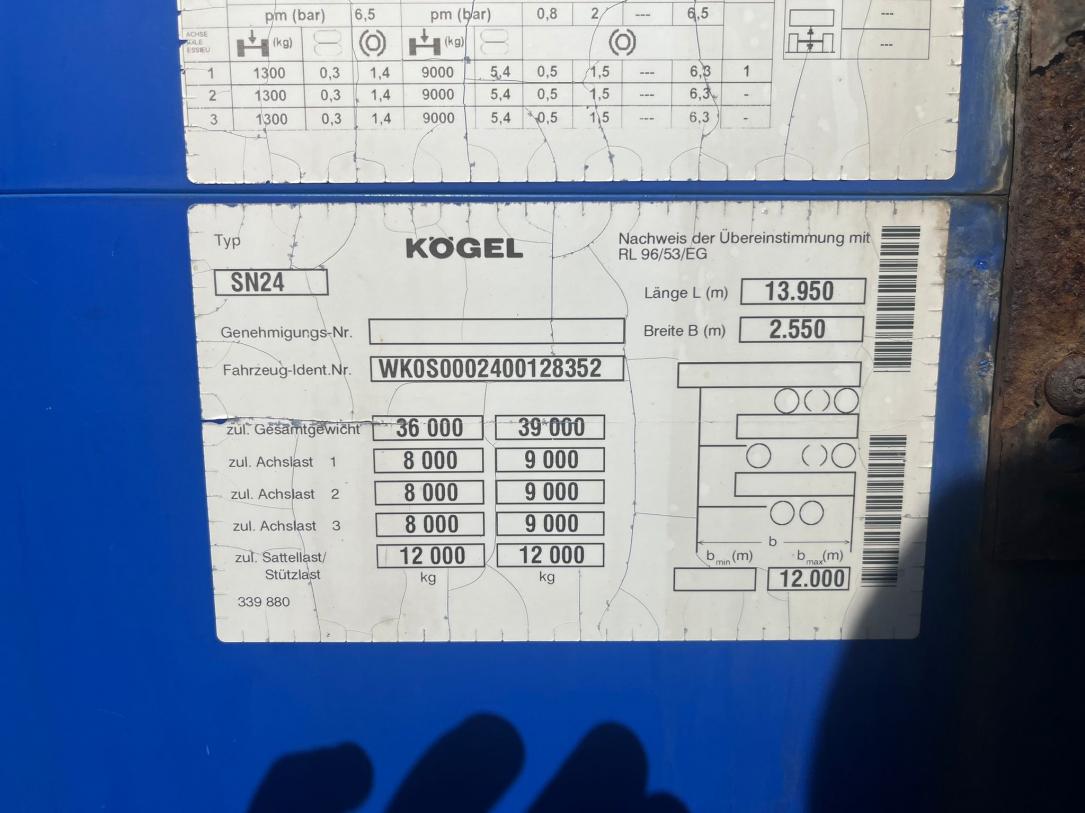 pm (bar) 6,5 pm (bar) 0,8 2 --- 6,5 ---
ACHSE
AXLE
ESSIEU
(kg) (kg) ---
1 1300 0,3 1,4 9000 5,4 0,5 1,5 --- 6,3 1
2 1300 0,3 1,4 9000 5,4 0,5 1,5 --- 6,3 -
3 1300 0,3 1,4 9000 5,4 0,5 1,5 --- 6,3 -
Typ
KÖGEL
Nachweis der Übereinstimmung mit
RL 96/53/EG
SN24
Länge L (m) 13.950
Genehmigungs-Nr.
Breite B (m) 2.550
Fahrzeug-Ident.Nr. WK0S0002400128352
zul. Gesamtgewicht 36 000 39 000
zul. Achslast 1 8 000 9 000
zul. Achslast 2 8 000 9 000
zul. Achslast 3 8 000 9 000
zul. Sattellast/
Stützlast
12 000 12 000
kg kg
b
bmin (m) bmax (m)
12.000
339 880